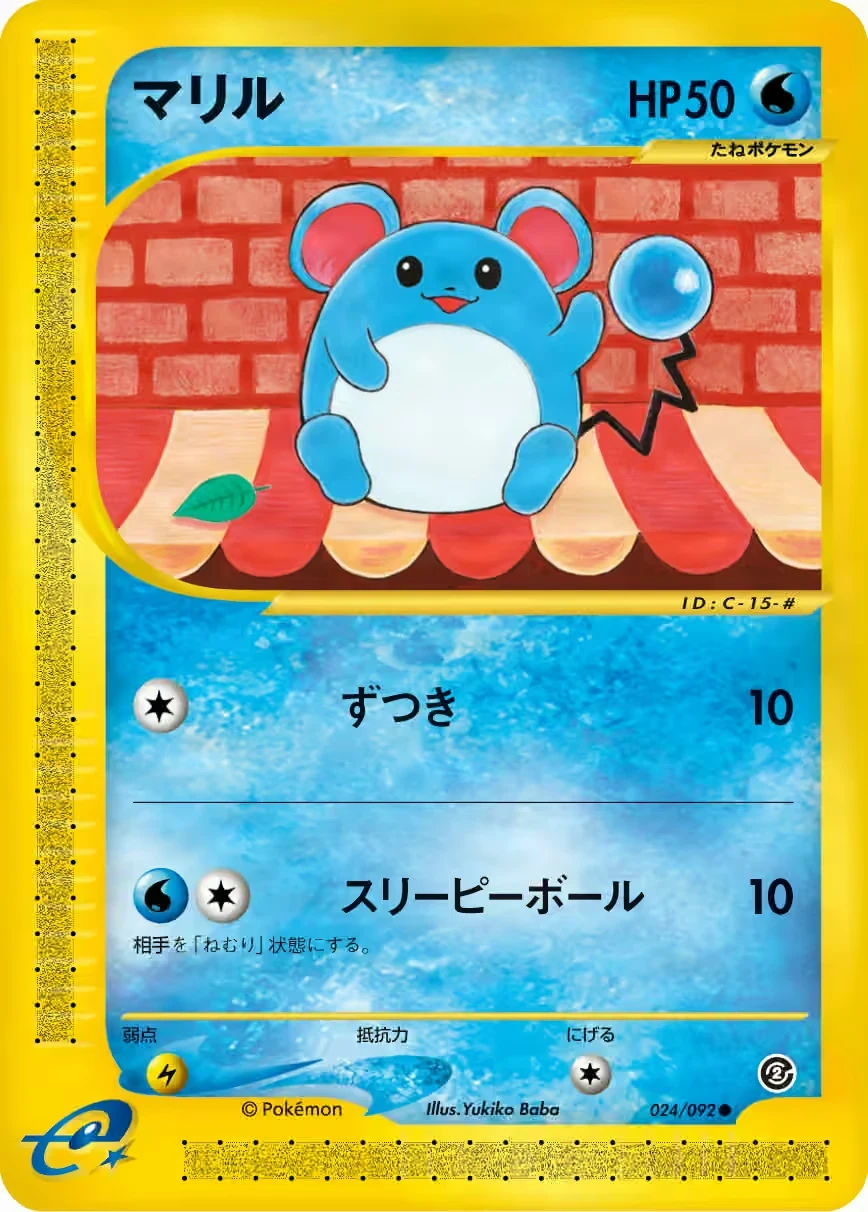 マリル HP50
たねポケモン
ID:C-15-#
ずつき 10
スリーピーボール 10
相手を「ねむり」状態にする。
弱点 抵抗力 にげる
2
© Pokémon Illus.Yukiko Baba 024/092●
e